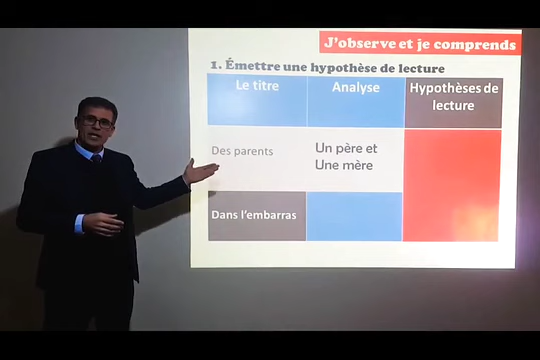 J'observe et je comprends
1. Émettre une hypothèse de lecture
Le titre
Analyse
Hypothèses de
lecture
Des parents
Un père et
Une mère
Dans l'embarras